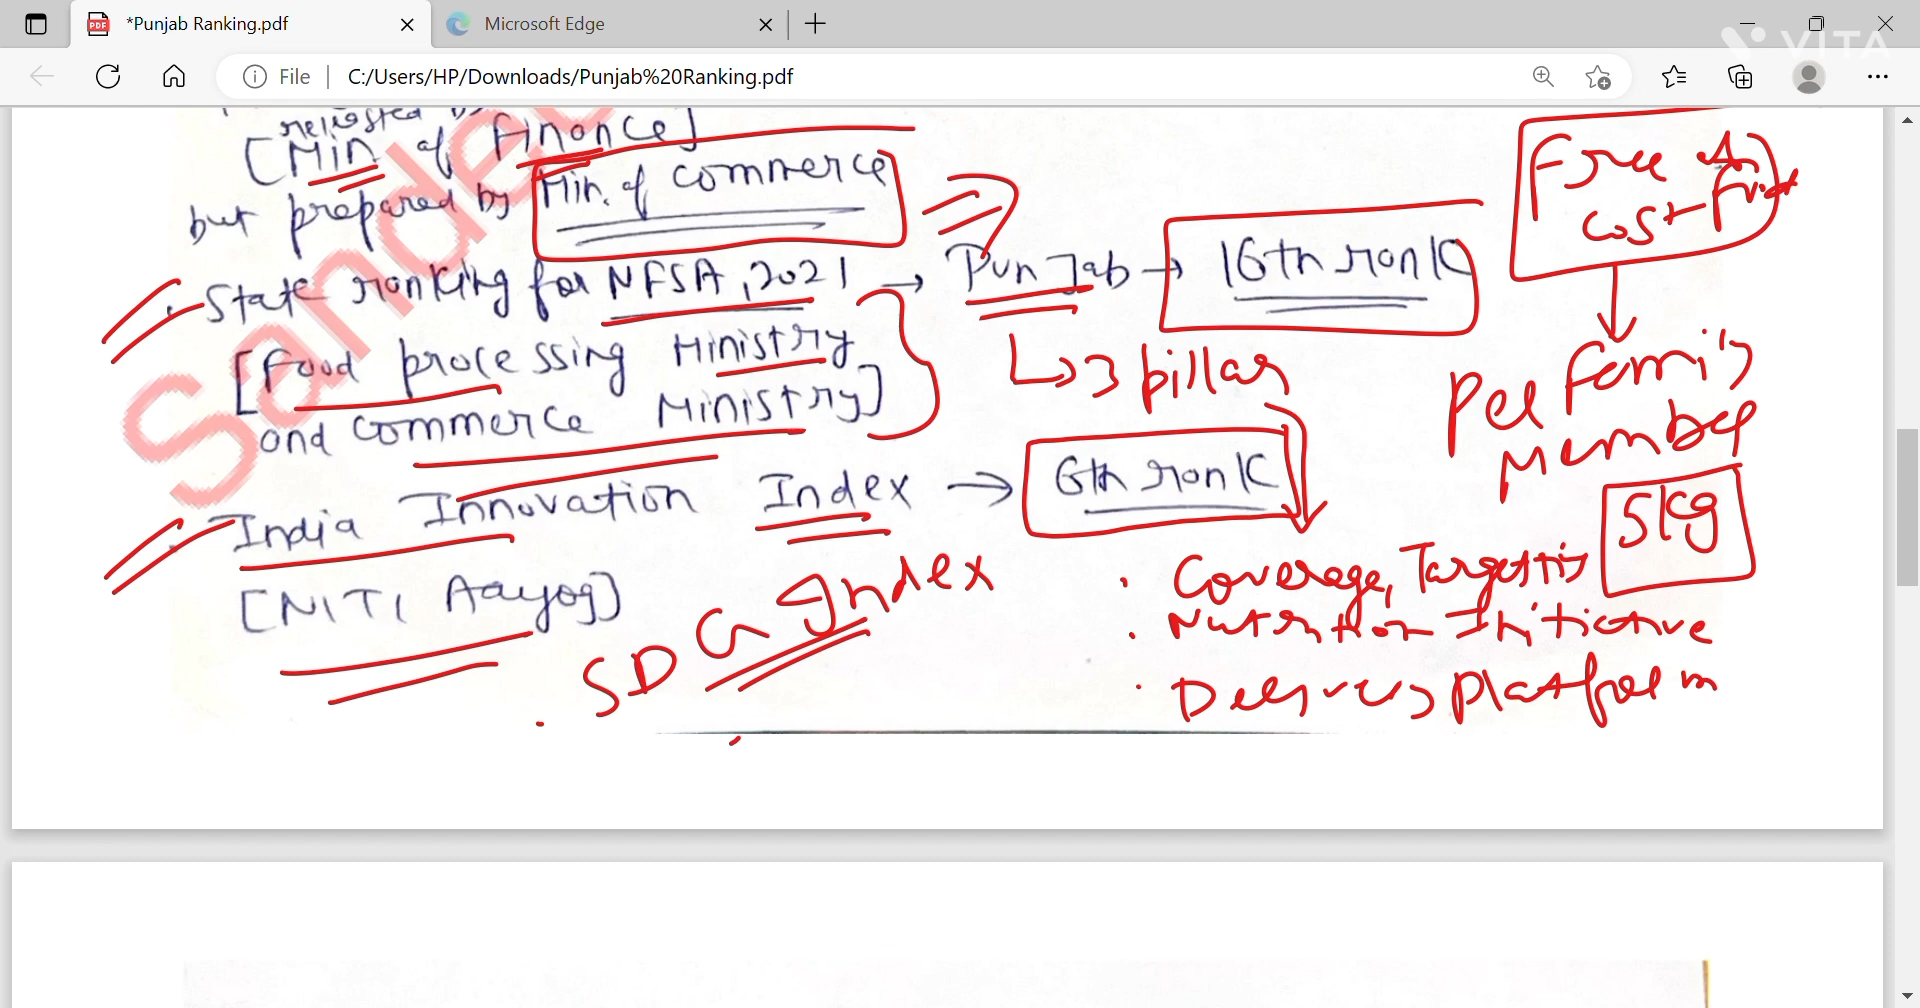 *Punjab Ranking.pdf
Microsoft Edge
VITA
File
C:/Users/HP/Downloads/Punjab%20Ranking.pdf
[Min of Finance]
but prepared by Min. of commerce
State ranking for NFSA, 2021 → Punjab → 16th rank
[Food processing Ministry
and Commerce Ministry]
India Innovation Index → 6th rank
[NITI Aayog]
SDG Index
↳ 3 pillar
Coverage, Targetting
Nutrition Initiative
Delivery Platform
Free
cost
Per Family
Member
5kg
Sande